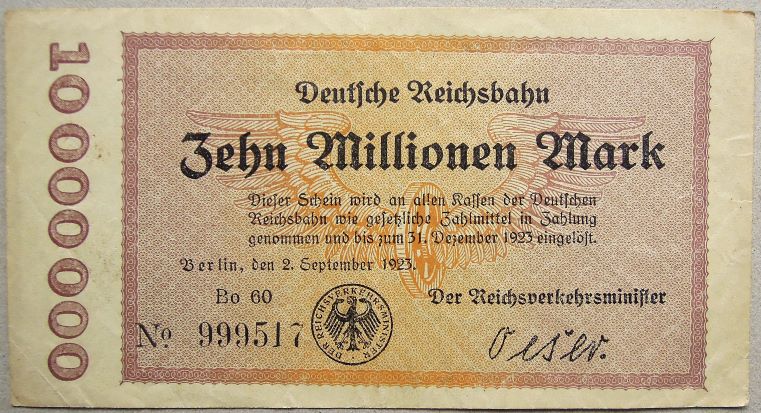 10000000
Deutsche Reichsbahn
Zehn Millionen Mark
Dieser Schein wird an allen Kassen der Deutschen
Reichsbahn wie gesetzliche Zahlmittel in Zahlung
genommen und bis zum 31. Dezember 1923 eingelöst.
Berlin, den 2. September 1923.
Bo 60
Der Reichsverkehrsminister
No 999517
DER REICHSVERKEHRSMINISTER
Oeser.